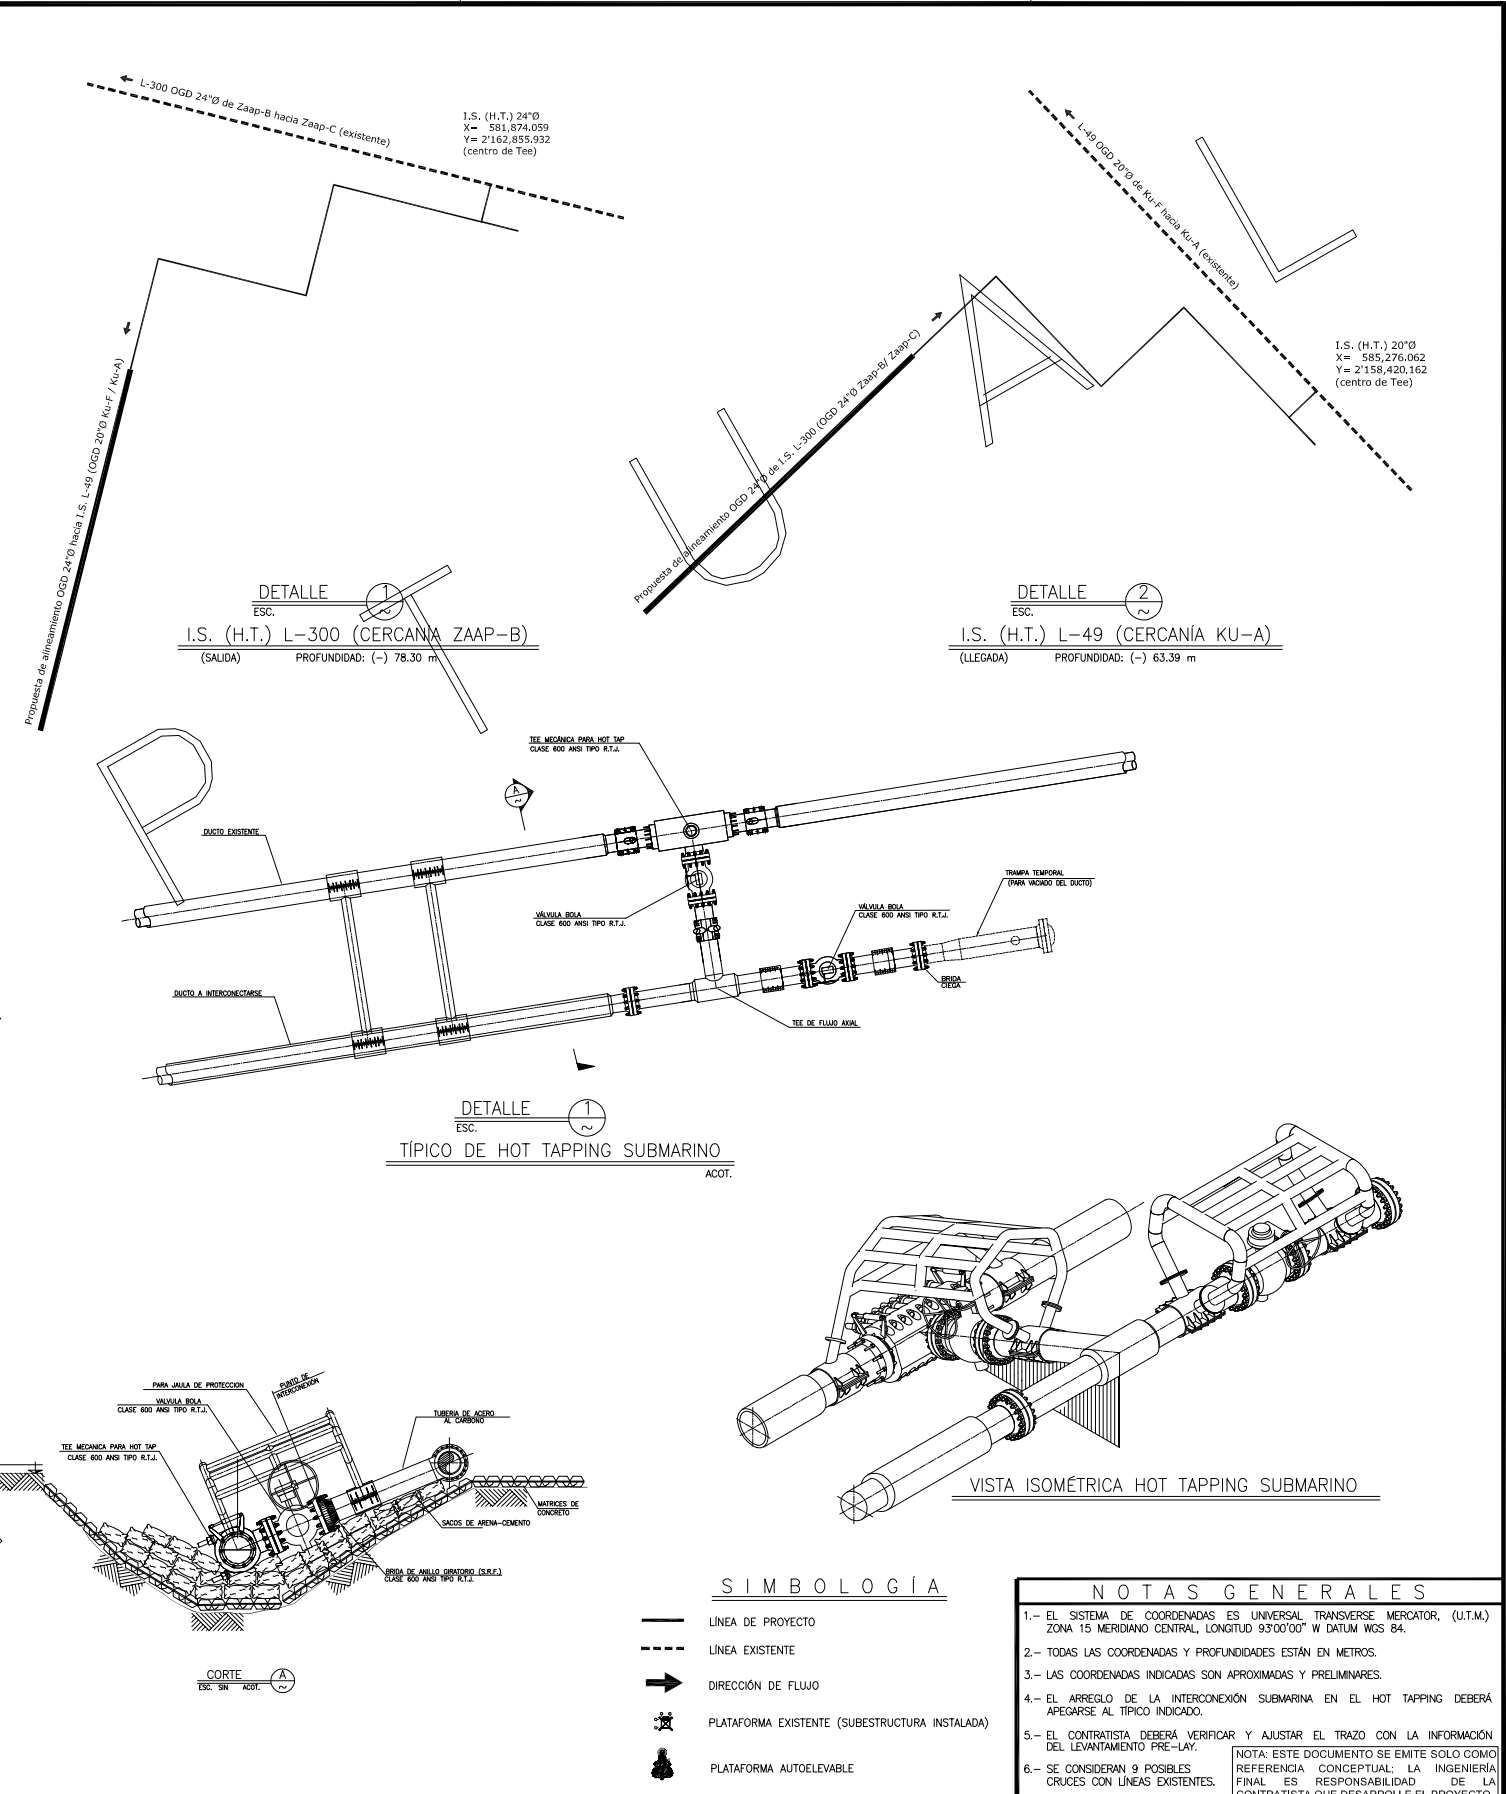 L-300 OGD 24"Ø de Zaap-B hacia Zaap-C (existente)
I.S. (H.T.) 24"Ø
X= 581,874.059
Y= 2'162,855.932
(centro de Tee)
Propuesta de alineamiento OGD 24"Ø hacia I.S. L-49 (OGD 20"Ø Ku-F / Ku-A)
DETALLE 1
ESC. ~
I.S. (H.T.) L-300 (CERCANÍA ZAAP-B)
(SALIDA) PROFUNDIDAD: (-) 78.30 m
L-49 OGD 20"Ø de Ku-F hacia Ku-A (existente)
I.S. (H.T.) 20"Ø
X= 585,276.062
Y= 2'158,420.162
(centro de Tee)
Propuesta de alineamiento OGD 24"Ø de I.S. L-300 (OGD 24"Ø Zaap-B/ Zaap-C)
DETALLE 2
ESC. ~
I.S. (H.T.) L-49 (CERCANÍA KU-A)
(LLEGADA) PROFUNDIDAD: (-) 63.39 m
TEE MECÁNICA PARA HOT TAP
CLASE 600 ANSI TIPO R.T.J.
A
~
DUCTO EXISTENTE
TRAMPA TEMPORAL
(PARA VACIADO DEL DUCTO)
VÁLVULA BOLA
CLASE 600 ANSI TIPO R.T.J.
VÁLVULA BOLA
CLASE 600 ANSI TIPO R.T.J.
BRIDA
CIEGA
DUCTO A INTERCONECTARSE
TEE DE FLUJO AXIAL
DETALLE 1
ESC. ~
TÍPICO DE HOT TAPPING SUBMARINO
ACOT.
VISTA ISOMÉTRICA HOT TAPPING SUBMARINO
PARA JAULA DE PROTECCION
PUNTO DE
INTERCONEXIÓN
VALVULA BOLA
CLASE 600 ANSI TIPO R.T.J.
TUBERIA DE ACERO
AL CARBONO
TEE MECANICA PARA HOT TAP
CLASE 600 ANSI TIPO R.T.J.
MATRICES DE
CONCRETO
SACOS DE ARENA-CEMENTO
BRIDA DE ANILLO GIRATORIO (S.R.F.)
CLASE 600 ANSI TIPO R.T.J.
CORTE A
ESC. SIN ACOT. ~
SIMBOLOGÍA
LÍNEA DE PROYECTO
LÍNEA EXISTENTE
DIRECCIÓN DE FLUJO
PLATAFORMA EXISTENTE (SUBESTRUCTURA INSTALADA)
PLATAFORMA AUTOELEVABLE
NOTAS GENERALES
1.- EL SISTEMA DE COORDENADAS ES UNIVERSAL TRANSVERSE MERCATOR, (U.T.M.)
ZONA 15 MERIDIANO CENTRAL, LONGITUD 93°00'00" W DATUM WGS 84.
2.- TODAS LAS COORDENADAS Y PROFUNDIDADES ESTÁN EN METROS.
3.- LAS COORDENADAS INDICADAS SON APROXIMADAS Y PRELIMINARES.
4.- EL ARREGLO DE LA INTERCONEXIÓN SUBMARINA EN EL HOT TAPPING DEBERÁ
APEGARSE AL TÍPICO INDICADO.
5.- EL CONTRATISTA DEBERÁ VERIFICAR Y AJUSTAR EL TRAZO CON LA INFORMACIÓN
DEL LEVANTAMIENTO PRE-LAY.
6.- SE CONSIDERAN 9 POSIBLES
CRUCES CON LÍNEAS EXISTENTES.
NOTA: ESTE DOCUMENTO SE EMITE SOLO COMO
REFERENCIA CONCEPTUAL; LA INGENIERÍA
FINAL ES RESPONSABILIDAD DE LA
CONTRATISTA QUE DESARROLLE EL PROYECTO